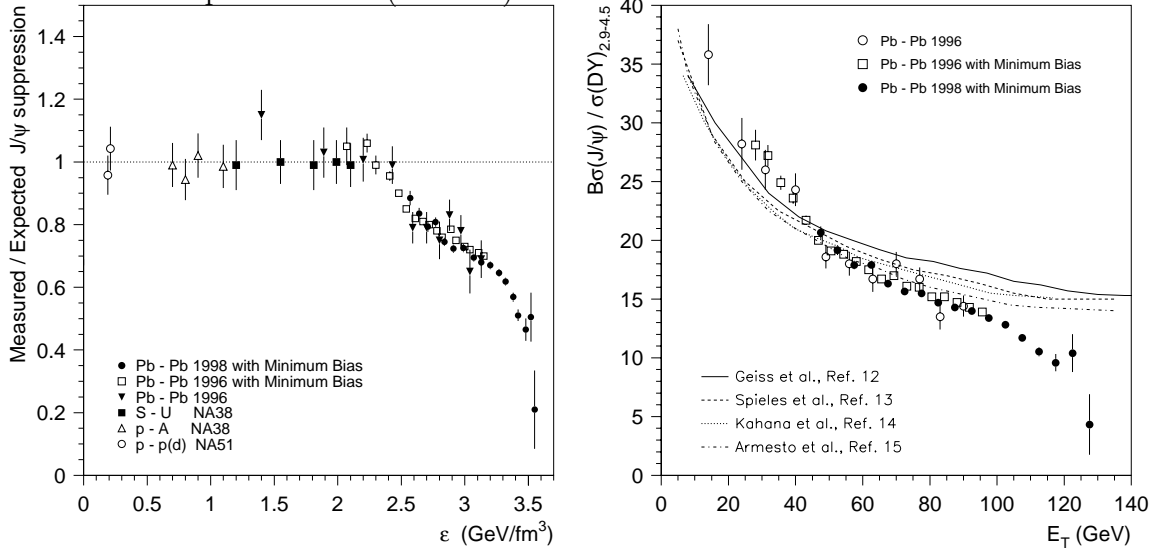 Measured / Expected J/ψ suppression
1.4
1.2
1
0.8
0.6
0.4
0.2
0
Pb - Pb 1998 with Minimum Bias
Pb - Pb 1996 with Minimum Bias
Pb - Pb 1996
S - U NA38
p - A NA38
p - p(d) NA51
0 0.5 1 1.5 2 2.5 3 3.5
ε (GeV/fm3)
Bσ(J/ψ) / σ(DY)2.9-4.5
40
35
30
25
20
15
10
5
0
Pb - Pb 1996
Pb - Pb 1996 with Minimum Bias
Pb - Pb 1998 with Minimum Bias
Geiss et al., Ref. 12
Spieles et al., Ref. 13
Kahana et al., Ref. 14
Armesto et al., Ref. 15
0 20 40 60 80 100 120 140
ET (GeV)